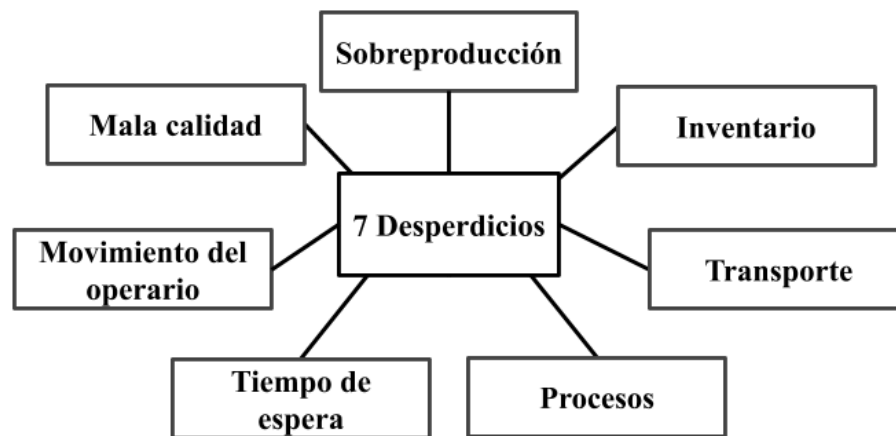 Sobreproducción
Mala calidad
Inventario
7 Desperdicios
Movimiento del
operario
Transporte
Tiempo de
espera
Procesos